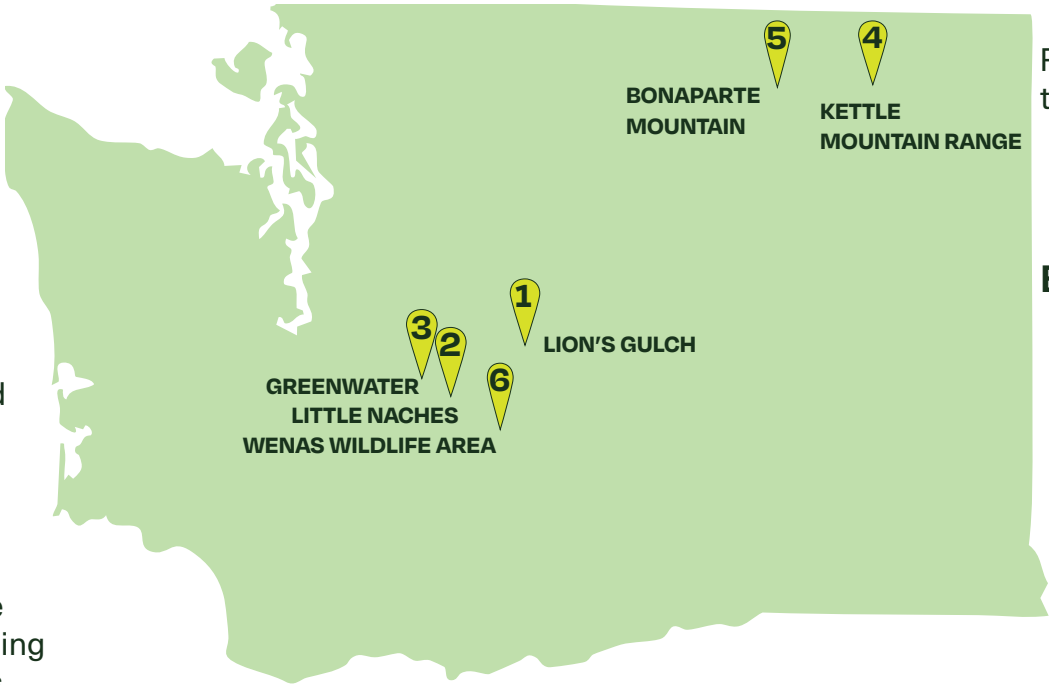 5
4
BONAPARTE
MOUNTAIN
KETTLE
MOUNTAIN RANGE
1
LION'S GULCH
3
2
6
GREENWATER
LITTLE NACHES
WENAS WILDLIFE AREA
ing